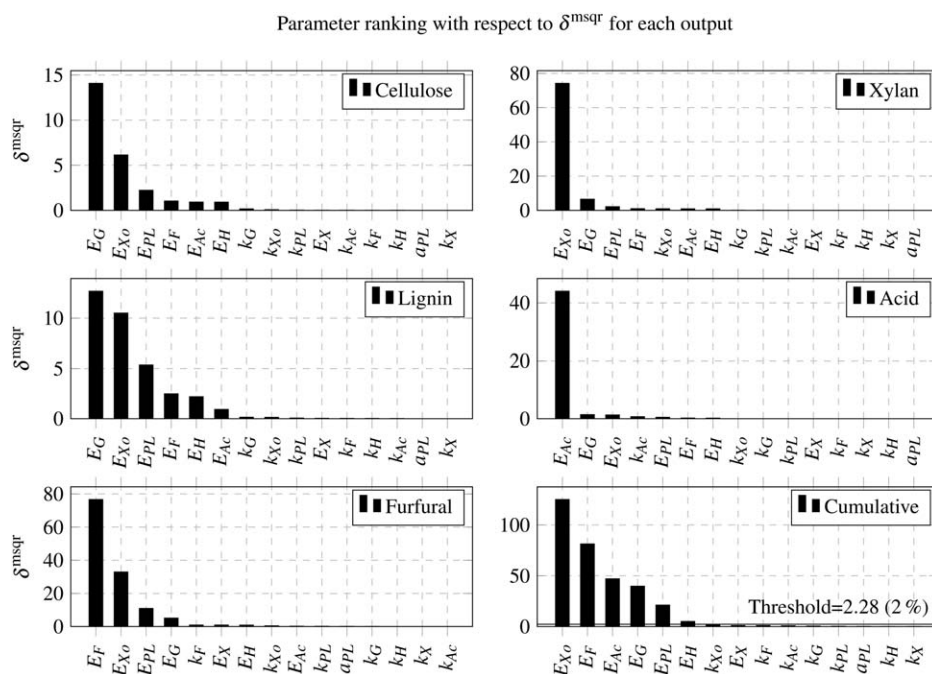 Parameter ranking with respect to δ^msqr for each output
δ^msqr
15
10
5
0
Cellulose
E_G E_Xo E_PL E_F E_Ac E_H k_G k_Xo k_PL E_X k_Ac k_F k_H a_PL k_X
80
60
40
20
0
Xylan
E_Xo E_G E_PL E_F k_Xo E_Ac E_H k_G k_PL k_Ac E_X k_F k_H k_X a_PL
δ^msqr
10
5
0
Lignin
E_G E_Xo E_PL E_F E_H E_Ac k_G k_Xo k_PL E_X k_F k_H k_Ac a_PL k_X
40
20
0
Acid
E_Ac E_G E_Xo k_Ac E_PL E_F E_H k_Xo k_G k_PL E_X k_F k_H k_X a_PL
δ^msqr
80
60
40
20
0
Furfural
E_F E_Xo E_PL E_G k_F E_X E_H k_Xo E_Ac k_PL a_PL k_G k_H k_X k_Ac
100
50
0
Cumulative
Threshold=2.28 (2 %)
E_Xo E_F E_Ac E_G E_PL E_H k_Xo E_X k_F k_Ac k_G k_PL a_PL k_H k_X